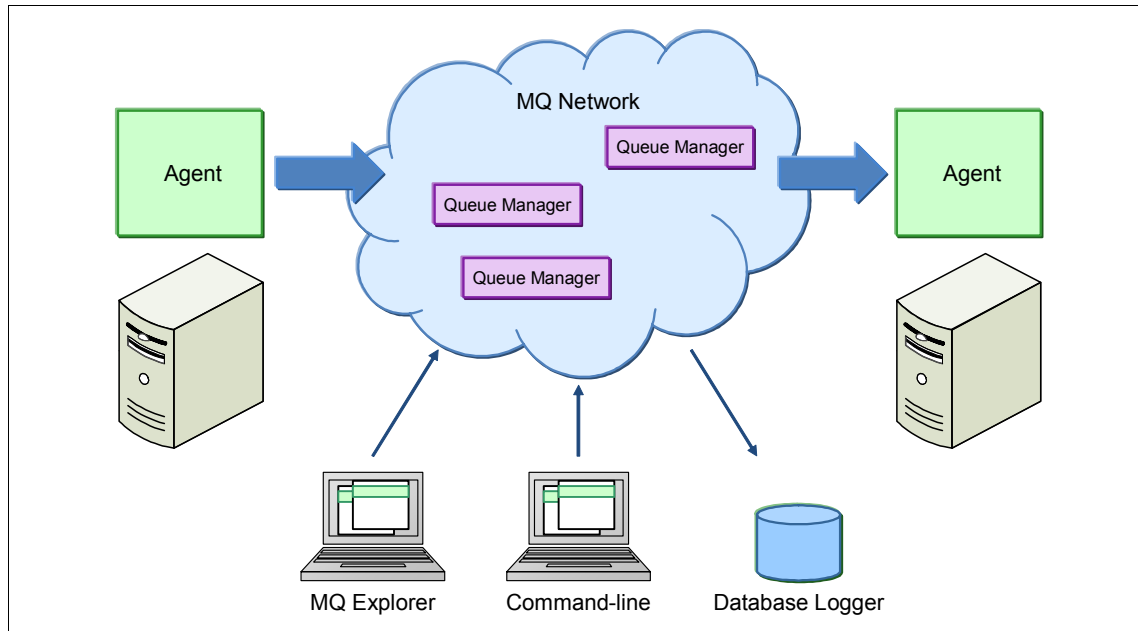 MQ Network
Queue Manager
Agent
Agent
Queue Manager
Queue Manager
MQ Explorer
Command-line
Database Logger